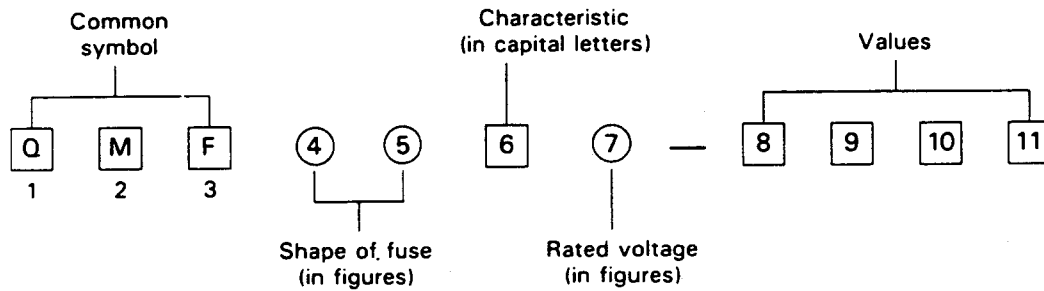 Common
symbol
Characteristic
(in capital letters)
Values
Q M F 4 5 6 7 — 8 9 10 11
1 2 3
Shape of fuse
(in figures)
Rated voltage
(in figures)